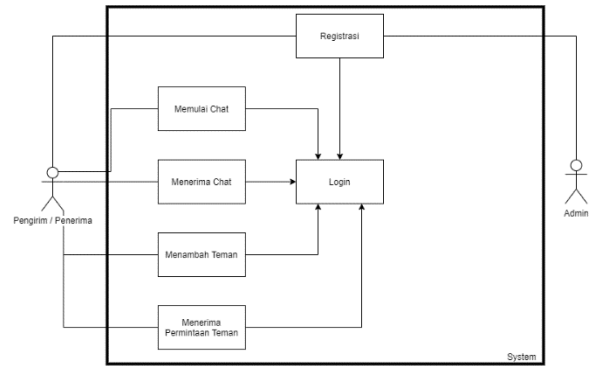 Registrasi
Memulai Chat
Menerima Chat
Login
Pengirim / Penerima
Admin
Menambah Teman
Menerima
Permintaan Teman
System